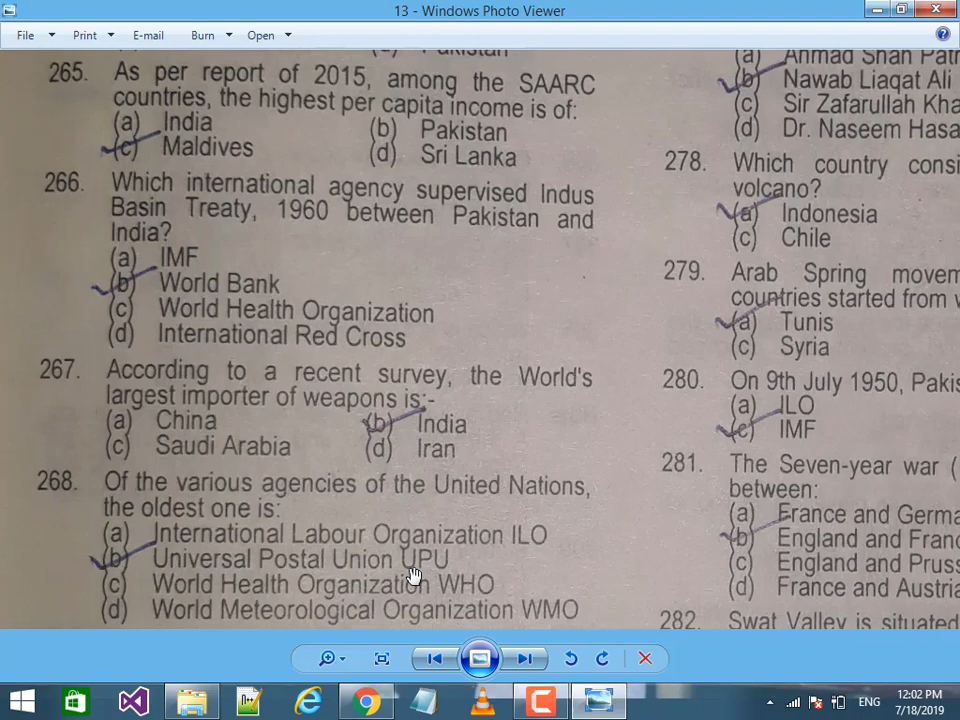 13 - Windows Photo Viewer
File Print E-mail Burn Open
Pakistan
265. As per report of 2015, among the SAARC
countries, the highest per capita income is of:
(a) India (b) Pakistan
(c) Maldives (d) Sri Lanka
266. Which international agency supervised Indus
Basin Treaty, 1960 between Pakistan and
India?
(a) IMF
(b) World Bank
(c) World Health Organization
(d) International Red Cross
267. According to a recent survey, the World's
largest importer of weapons is:-
(a) China (b) India
(c) Saudi Arabia (d) Iran
268. Of the various agencies of the United Nations,
the oldest one is:
(a) International Labour Organization ILO
(b) Universal Postal Union UPU
(c) World Health Organization WHO
(d) World Meteorological Organization WMO
(a) Ahmad Shah
(b) Nawab Liaqat Ali
(c) Sir Zafarullah
(d) Dr. Naseem
278. Which country
volcano?
(a) Indonesia
(c) Chile
279. Arab Spring
countries started from
(a) Tunis
(c) Syria
280. On 9th July 1950,
(a) ILO
(c) IMF
281. The Seven-year war (
between:
(a) France and
(b) England and
(c) England and
(d) France and
282. Swat Valley is situated
ENG
12:02 PM
7/18/2019